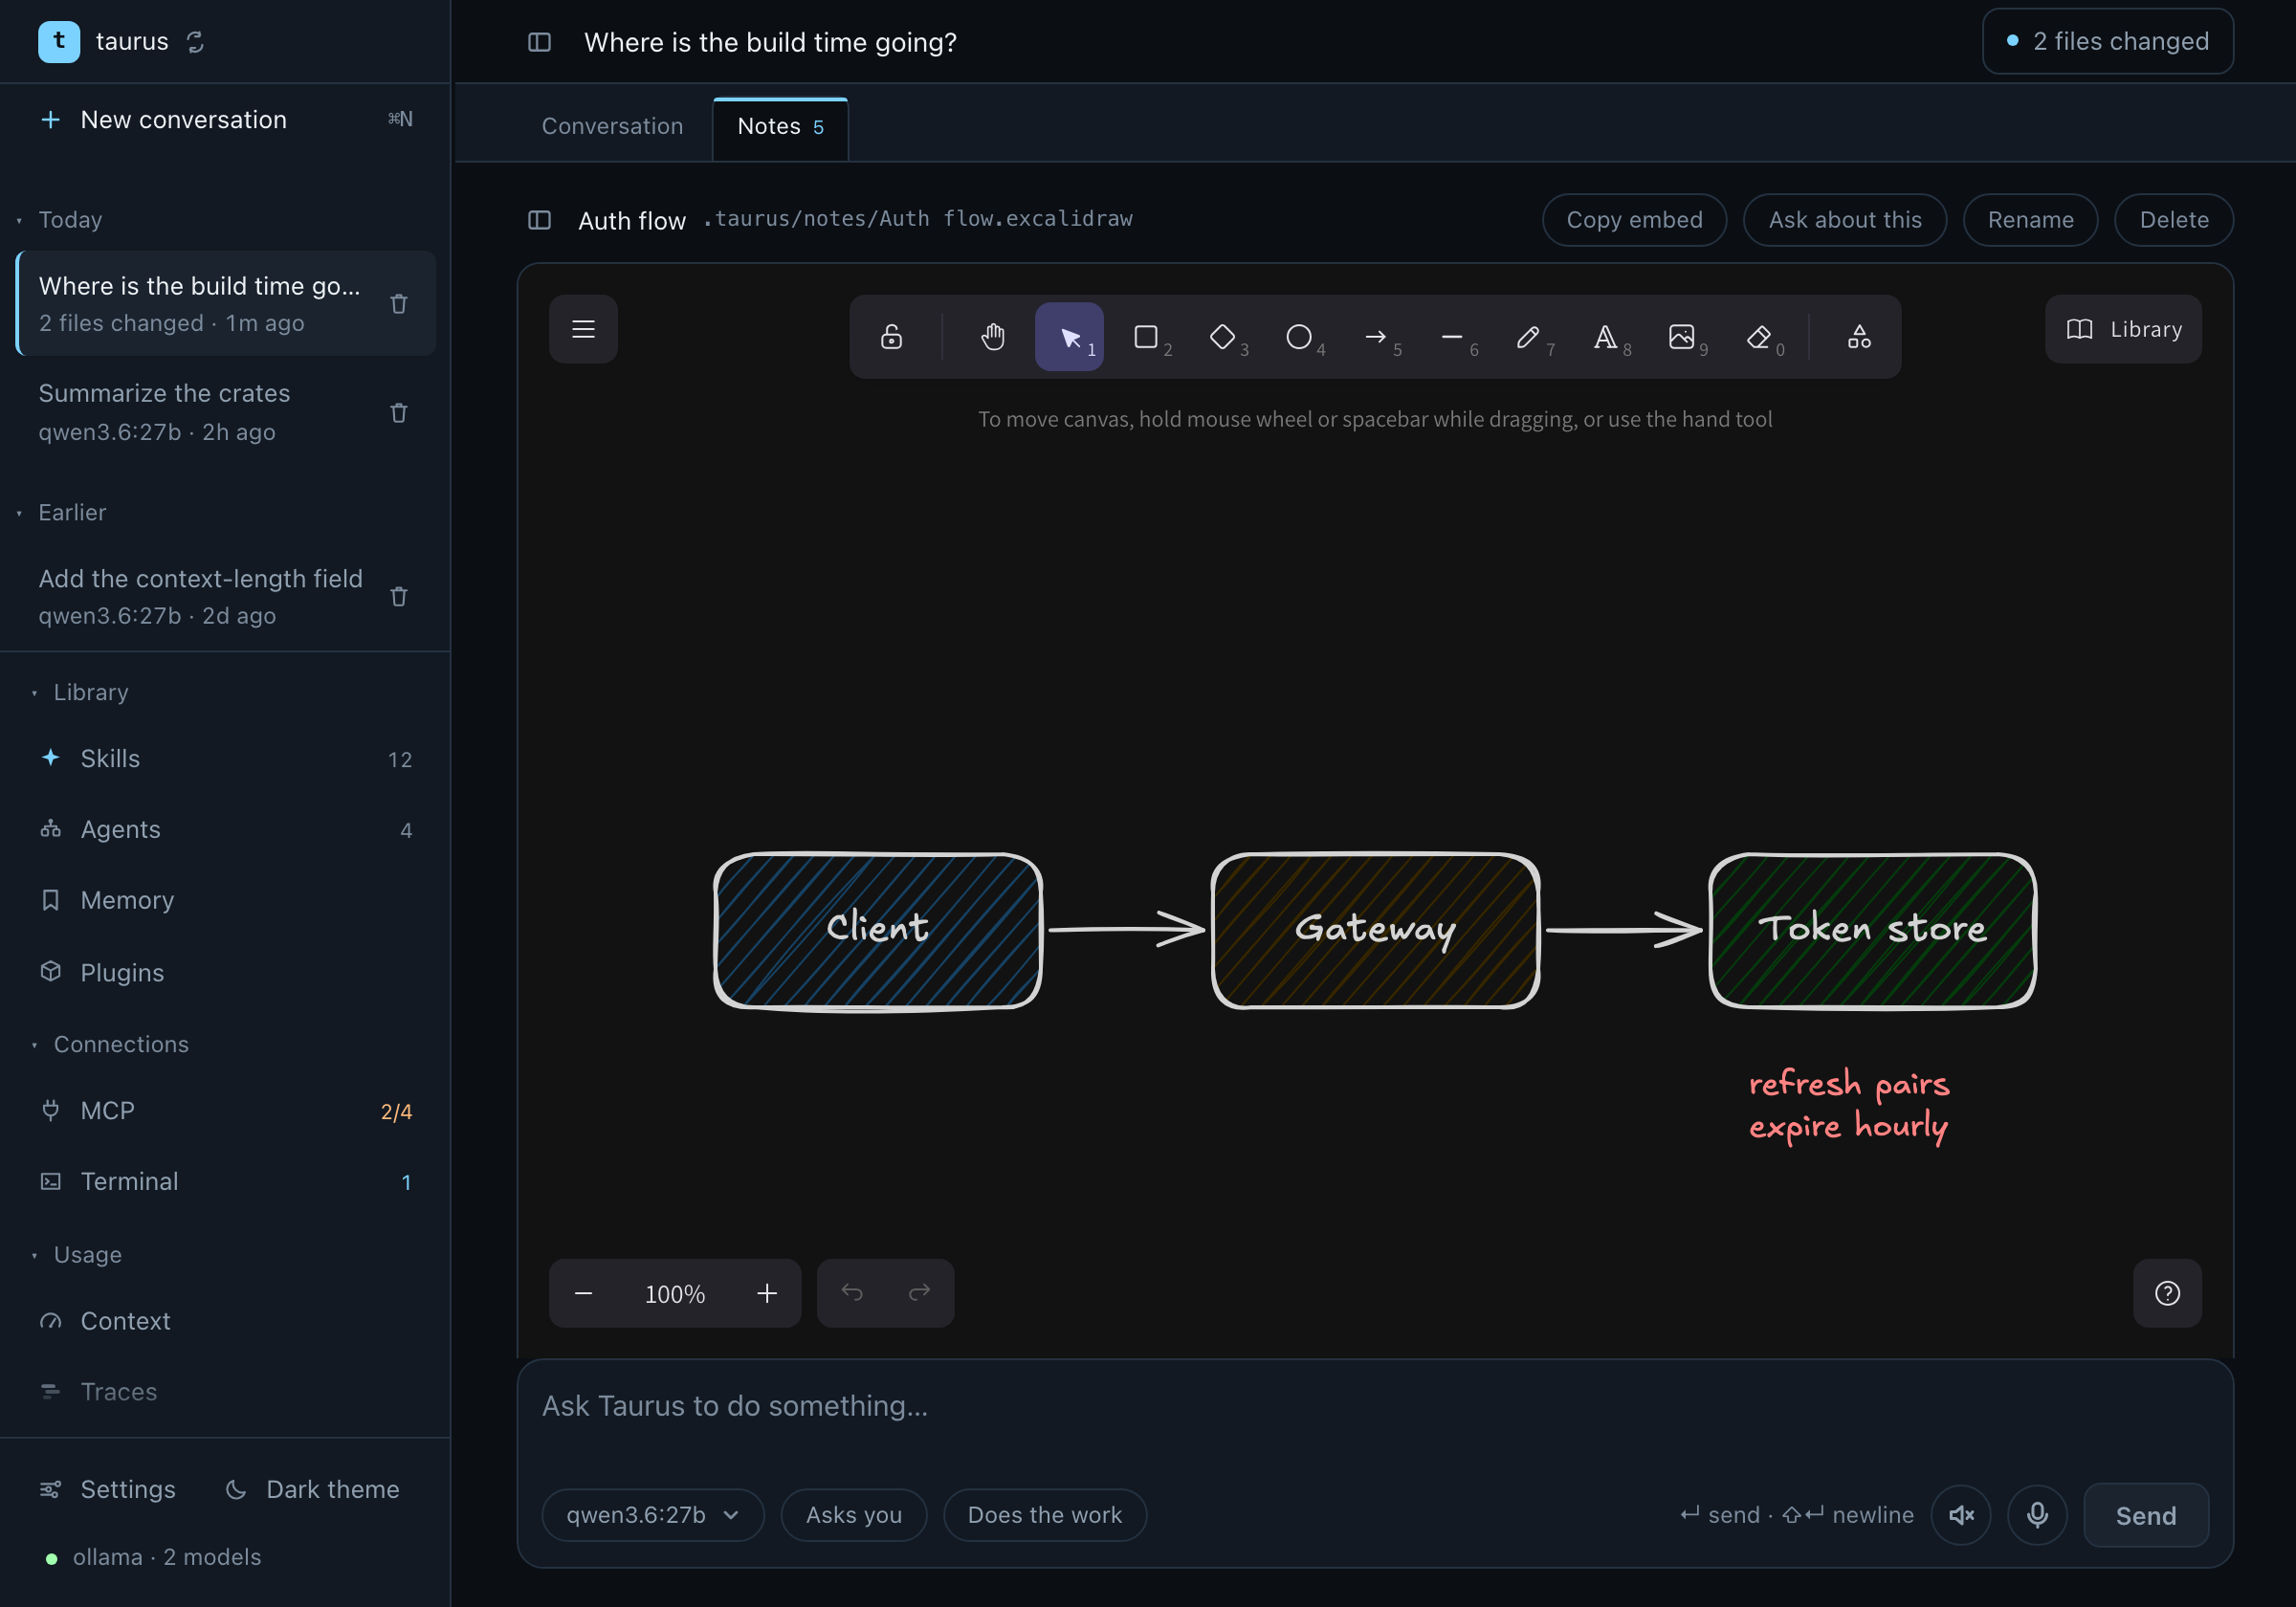 t taurus
New conversation ⌘N
Today
Where is the build time go...
2 files changed · 1m ago
Summarize the crates
qwen3.6:27b · 2h ago
Earlier
Add the context-length field
qwen3.6:27b · 2d ago
Library
Skills 12
Agents 4
Memory
Plugins
Connections
MCP 2/4
Terminal 1
Usage
Context
Traces
Settings Dark theme
ollama · 2 models
Where is the build time going? 2 files changed
Conversation Notes 5
Auth flow .taurus/notes/Auth flow.excalidraw Copy embed Ask about this Rename Delete
1 2 3 4 5 6 7 8 9 0 Library
To move canvas, hold mouse wheel or spacebar while dragging, or use the hand tool
Client Gateway Token store
refresh pairs
expire hourly
100%
Ask Taurus to do something...
qwen3.6:27b Asks you Does the work ↵ send · ⇧↵ newline Send